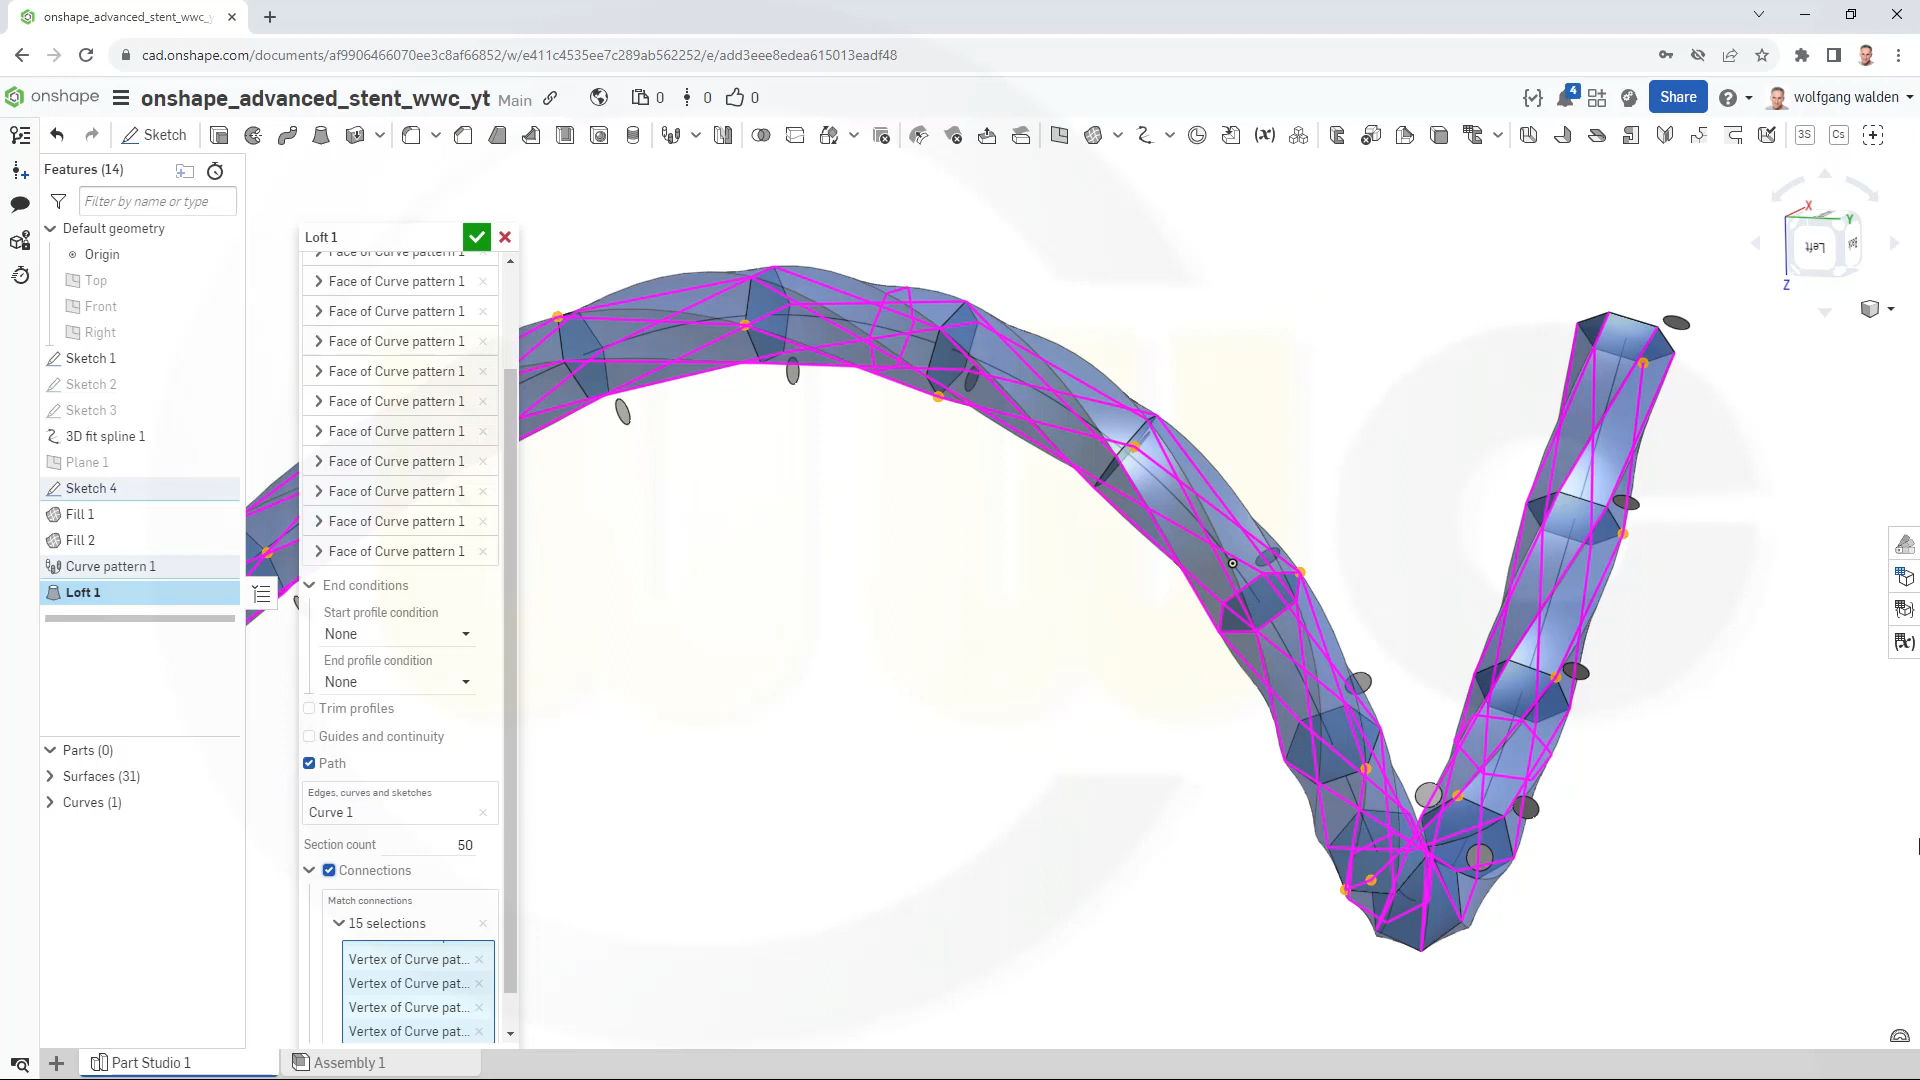 onshape_advanced_stent_wwc_y
cad.onshape.com/documents/af9906466070ee3c8af66852/w/e411c4535ee7c289ab562252/e/add3eee8edea615013eadf48
onshape
onshape_advanced_stent_wwc_yt Main
0
0
0
4
Share
wolfgang walden
Sketch
3S
Cs
Features (14)
Filter by name or type
Default geometry
Origin
Top
Front
Right
Sketch 1
Sketch 2
Sketch 3
3D fit spline 1
Plane 1
Sketch 4
Fill 1
Fill 2
Curve pattern 1
Loft 1
Parts (0)
Surfaces (31)
Curves (1)
Loft 1
Face of Curve pattern 1
Face of Curve pattern 1
Face of Curve pattern 1
Face of Curve pattern 1
Face of Curve pattern 1
Face of Curve pattern 1
Face of Curve pattern 1
Face of Curve pattern 1
Face of Curve pattern 1
Face of Curve pattern 1
Face of Curve pattern 1
End conditions
Start profile condition
None
End profile condition
None
Trim profiles
Guides and continuity
Path
Edges, curves and sketches
Curve 1
Section count 50
Connections
Match connections
15 selections
Vertex of Curve pat...
Vertex of Curve pat...
Vertex of Curve pat...
Vertex of Curve pat...
X
Y
Left
Z
Part Studio 1
Assembly 1